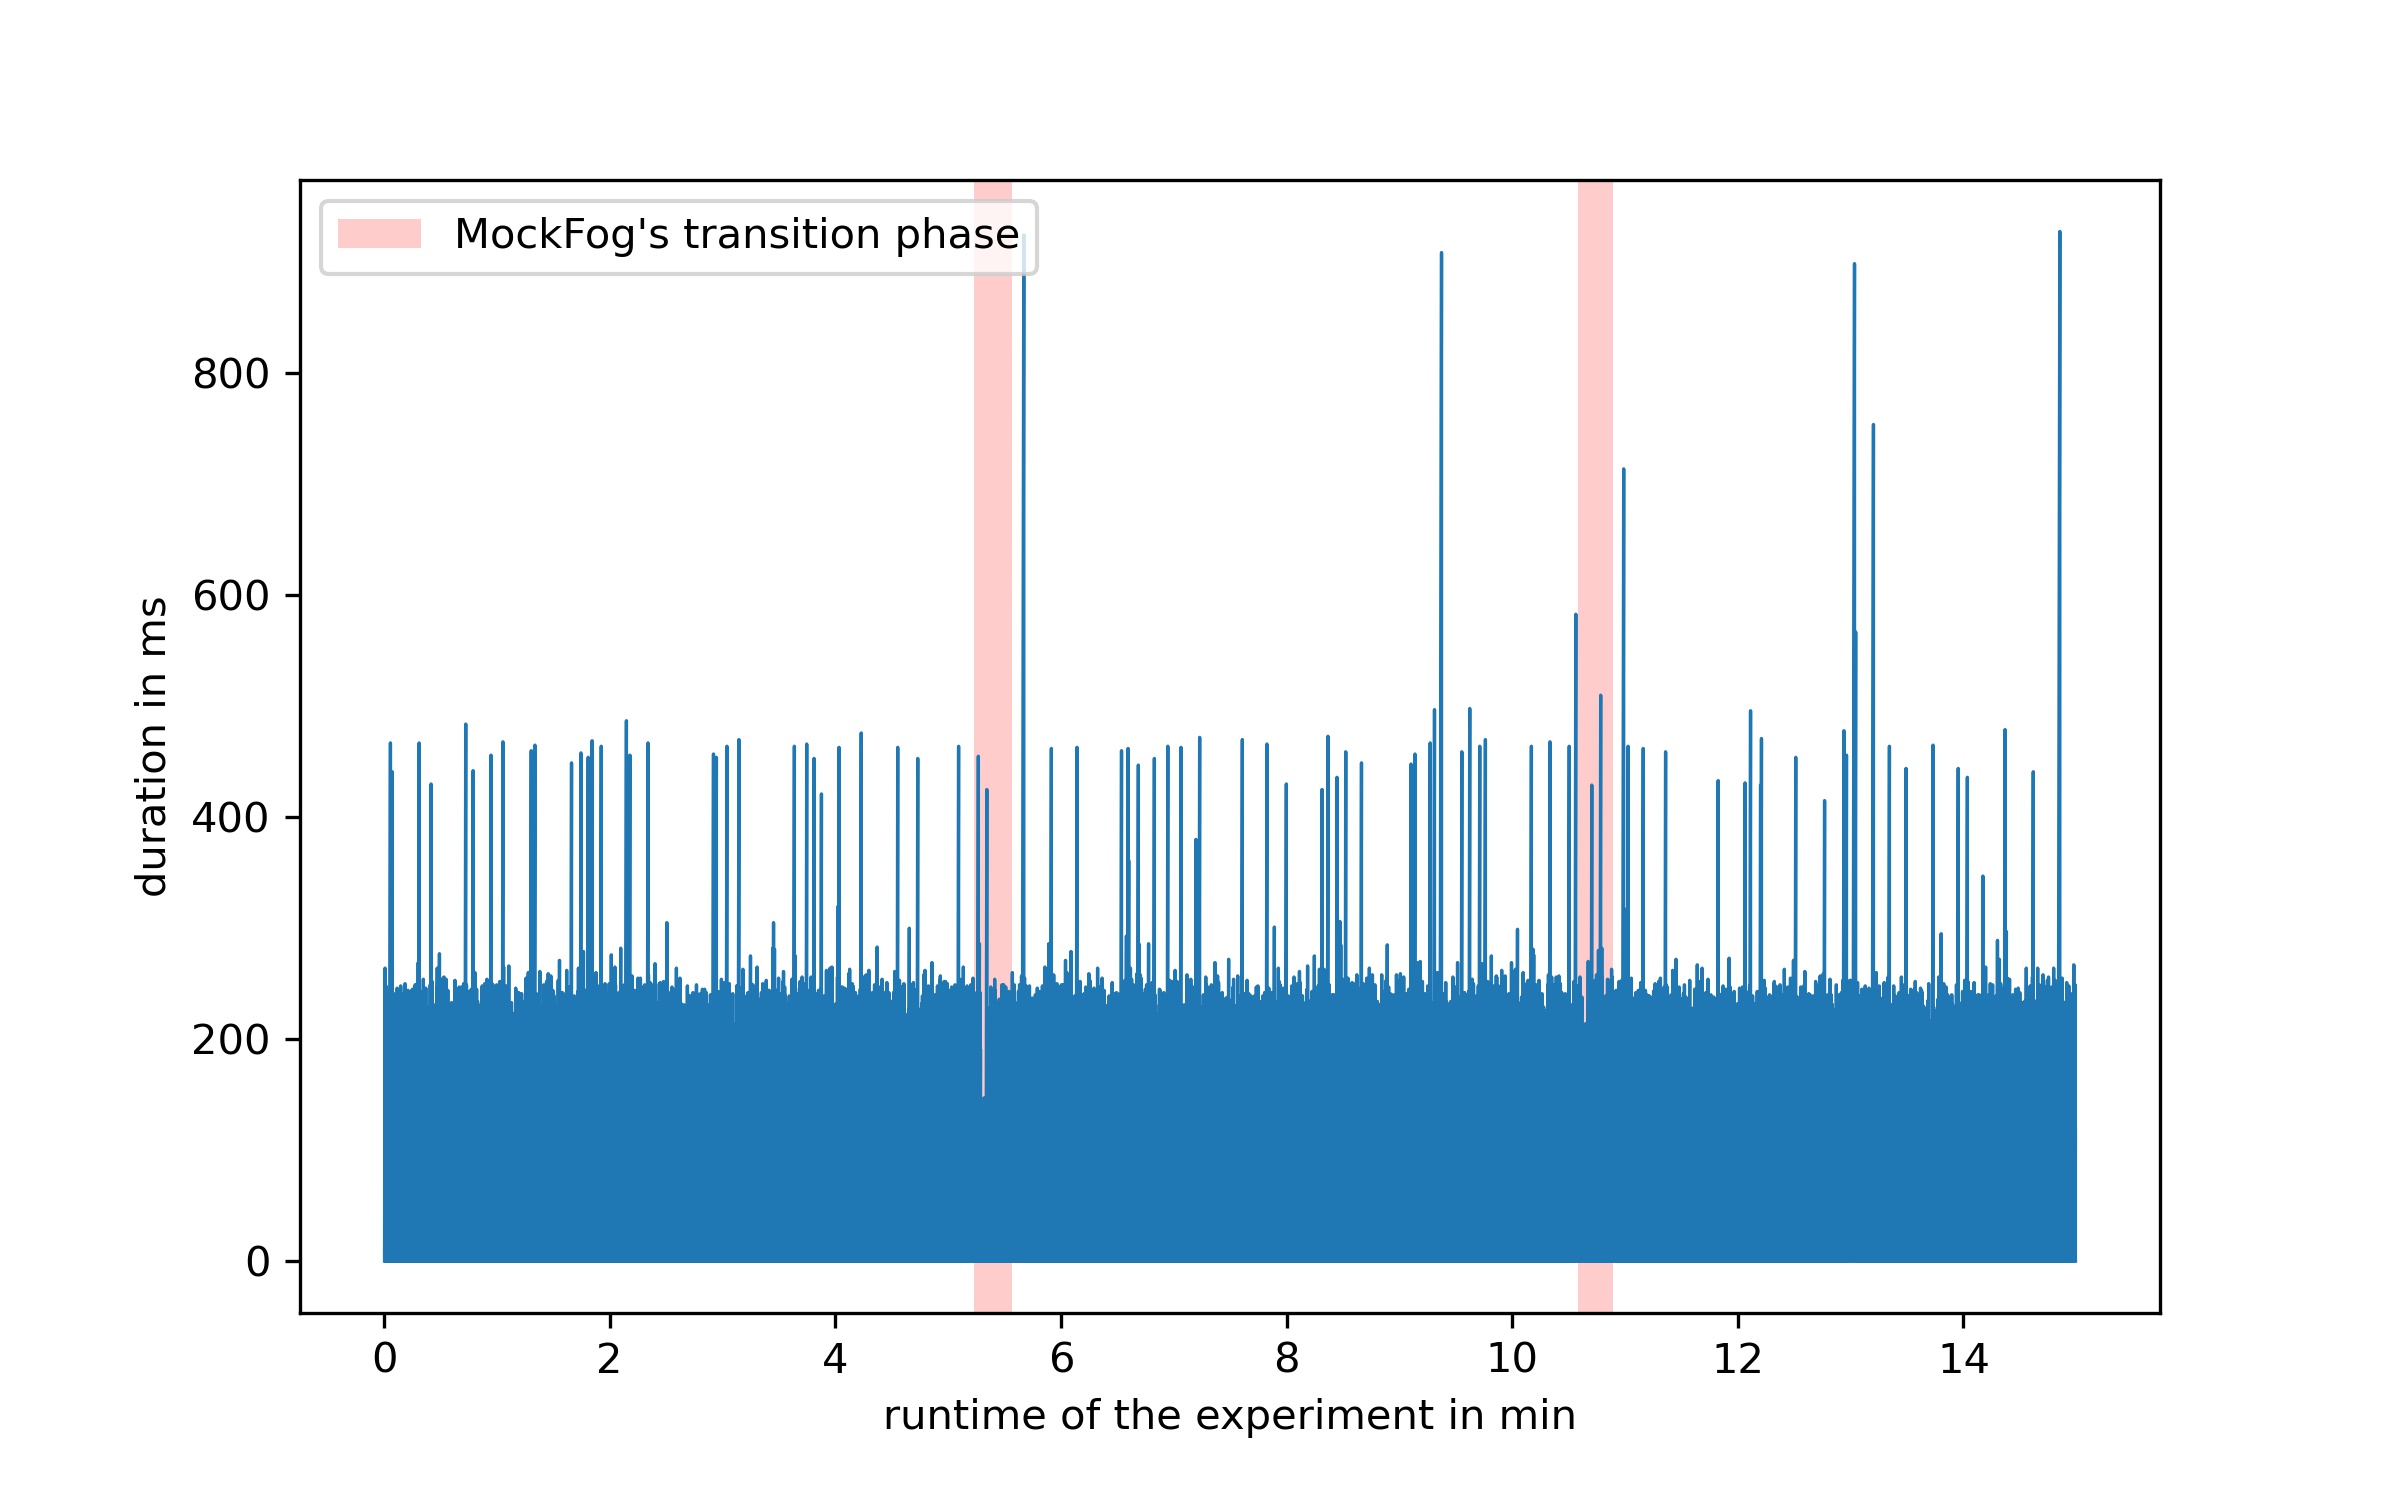 MockFog's transition phase
800
600
400
200
0
duration in ms
0 2 4 6 8 10 12 14
runtime of the experiment in min